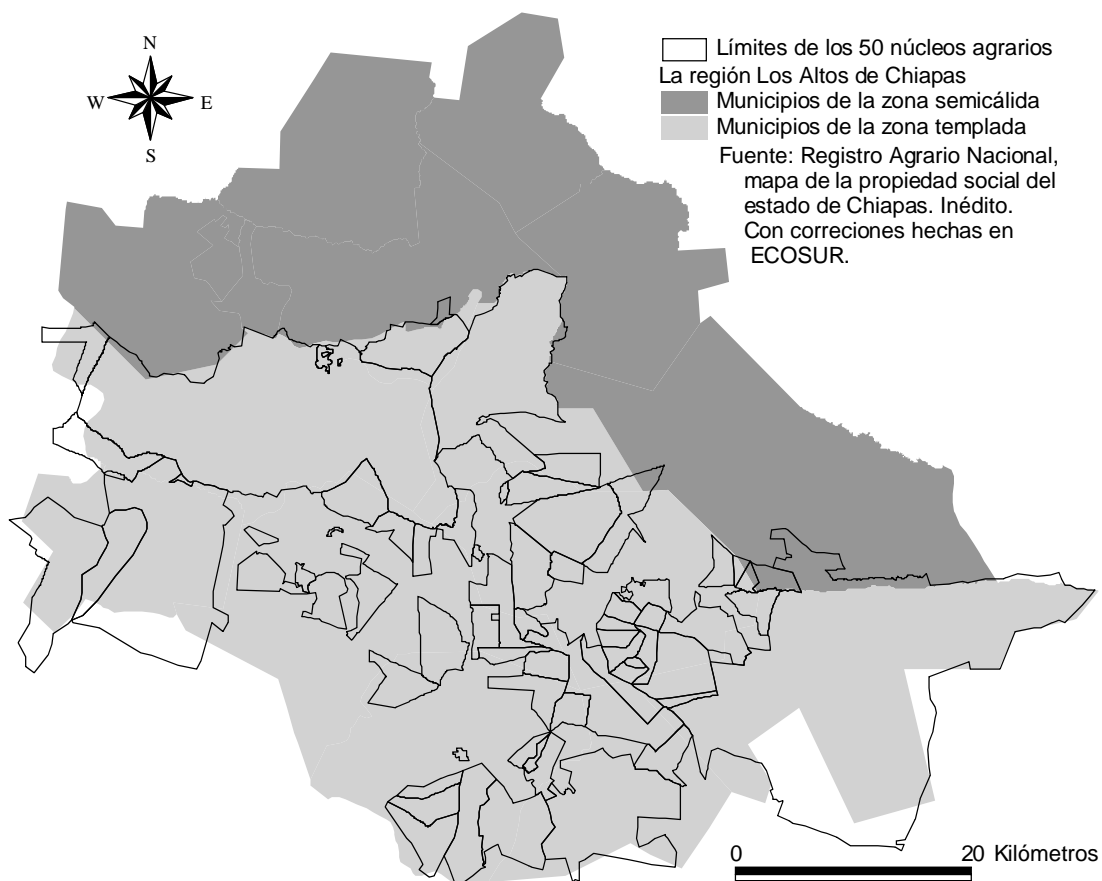 N
W E
S
Límites de los 50 núcleos agrarios
La región Los Altos de Chiapas
Municipios de la zona semicálida
Municipios de la zona templada
Fuente: Registro Agrario Nacional,
mapa de la propiedad social del
estado de Chiapas. Inédito.
Con correciones hechas en
ECOSUR.
0 20 Kilómetros